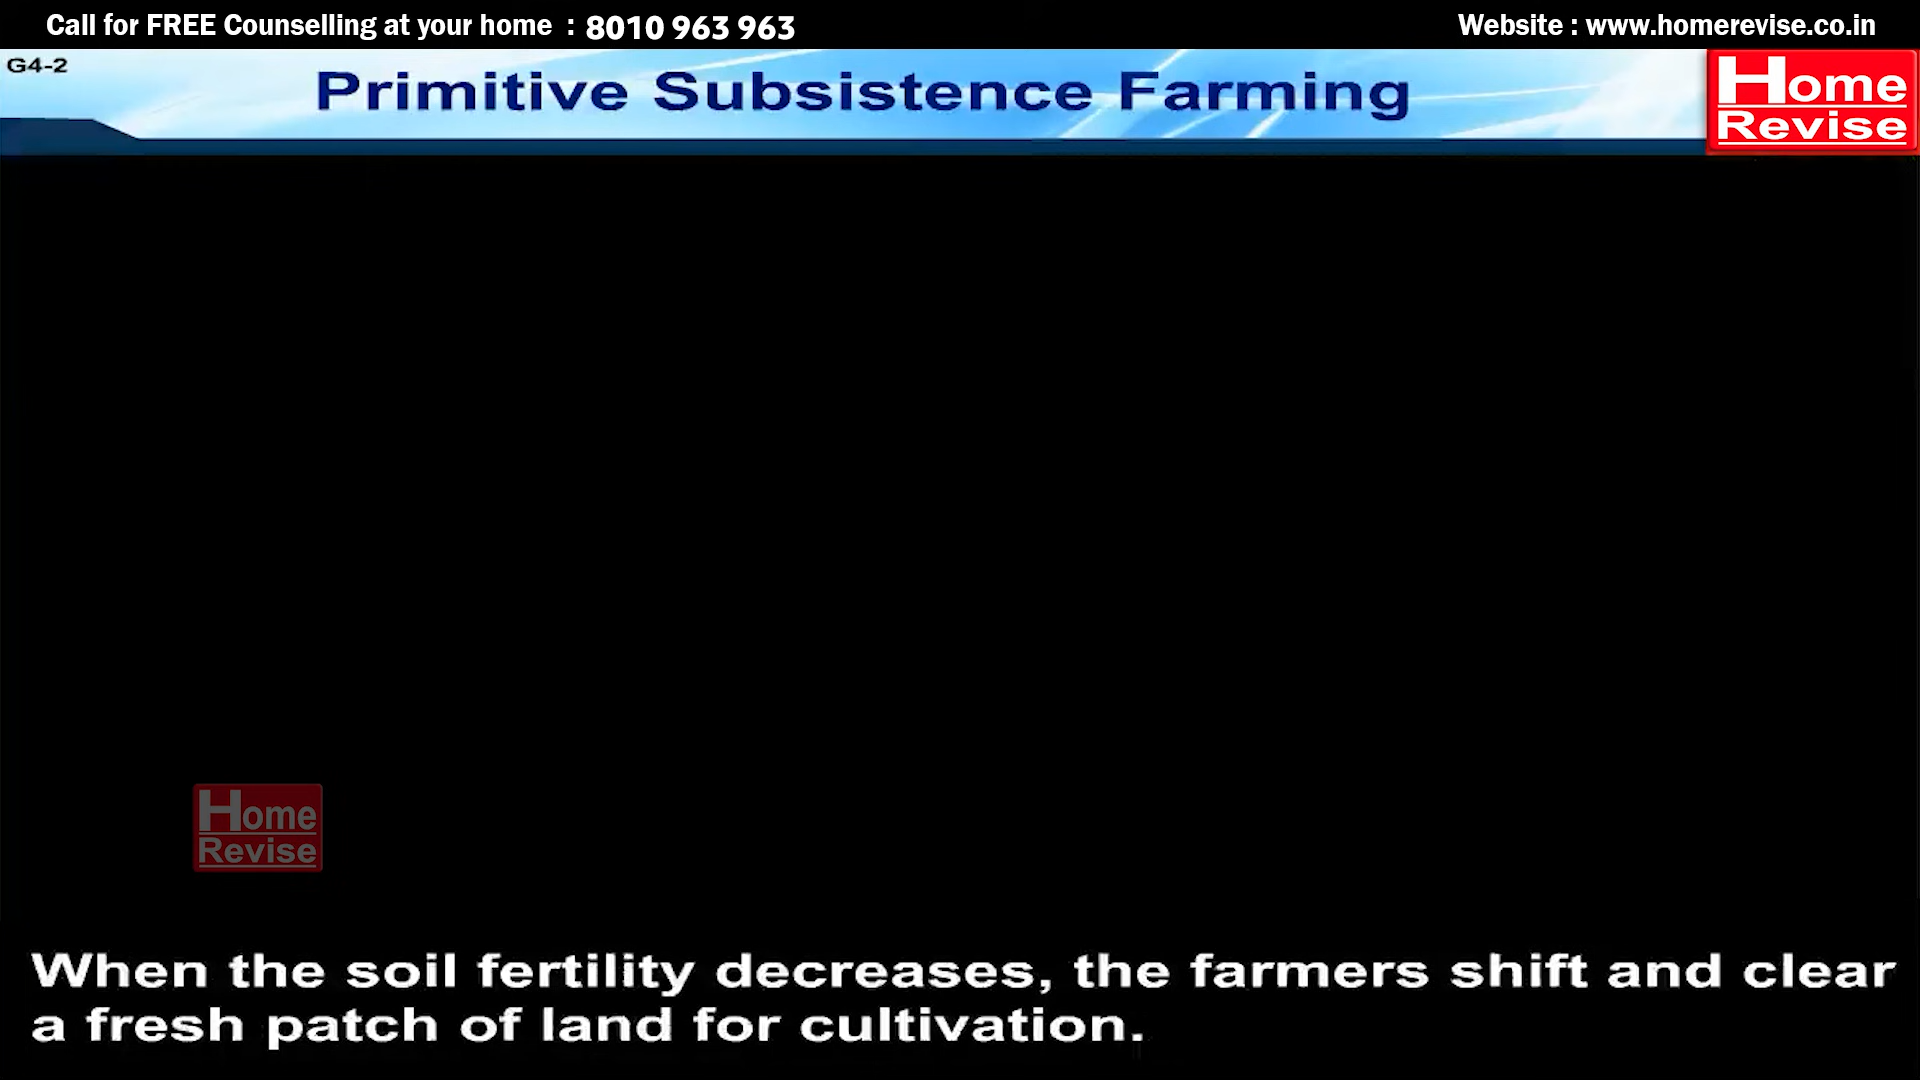 Call for FREE Counselling at your home : 8010 963 963
Website : www.homerevise.co.in
G4-2
Primitive Subsistence Farming
Home
Revise
Home
Revise
When the soil fertility decreases, the farmers shift and clear
a fresh patch of land for cultivation.